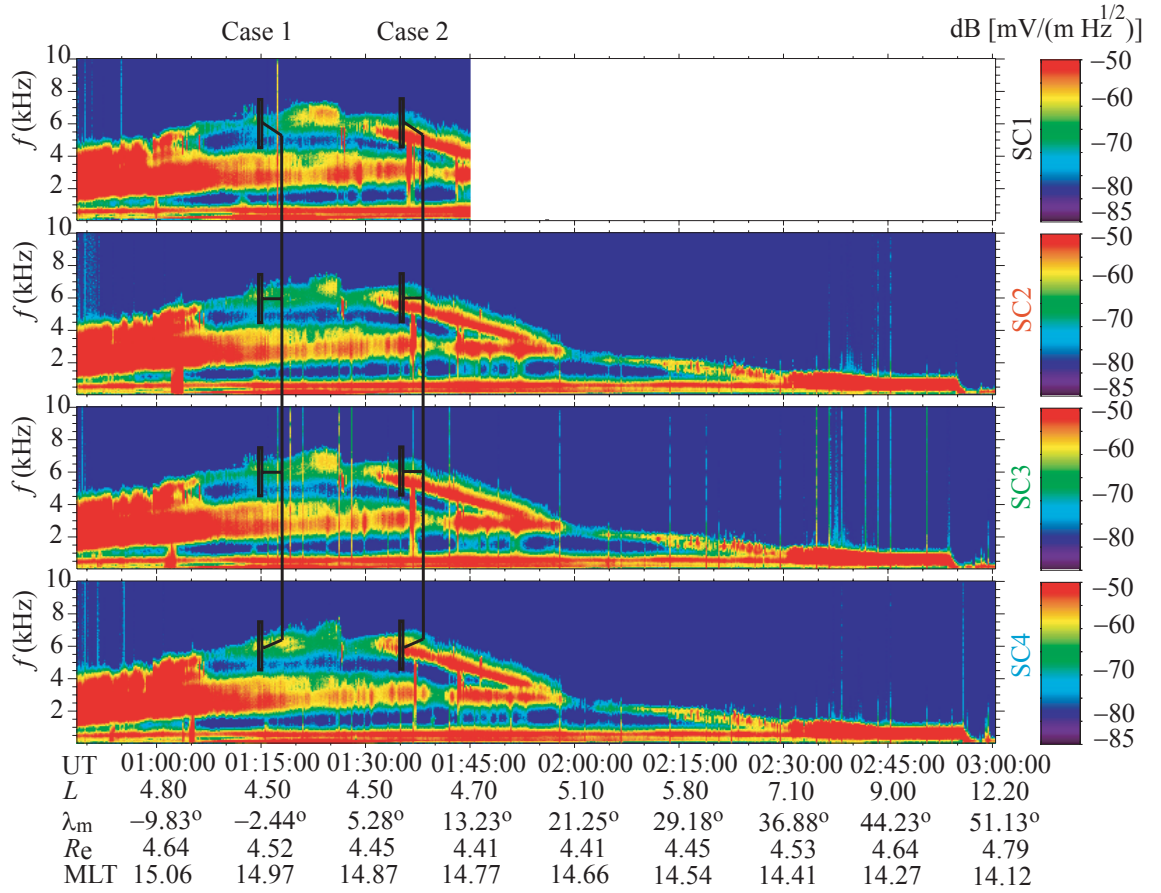 Case 1 Case 2 dB [mV/(m Hz1/2)]
10
8
6
4
2
f (kHz)
SC1
−50
−60
−70
−80
−85
10
8
6
4
2
f (kHz)
SC2
−50
−60
−70
−80
−85
10
8
6
4
2
f (kHz)
SC3
−50
−60
−70
−80
−85
10
8
6
4
2
f (kHz)
SC4
−50
−60
−70
−80
−85
UT 01:00:00 01:15:00 01:30:00 01:45:00 02:00:00 02:15:00 02:30:00 02:45:00 03:00:00
L 4.80 4.50 4.50 4.70 5.10 5.80 7.10 9.00 12.20
λm −9.83° −2.44° 5.28° 13.23° 21.25° 29.18° 36.88° 44.23° 51.13°
Re 4.64 4.52 4.45 4.41 4.41 4.45 4.53 4.64 4.79
MLT 15.06 14.97 14.87 14.77 14.66 14.54 14.41 14.27 14.12